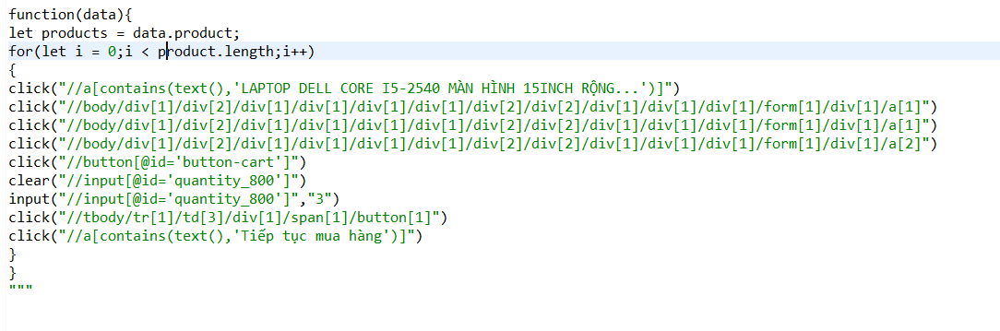 function(data){
let products = data.product;
for(let i = 0;i < product.length;i++)
{
click("//a[contains(text(),'LAPTOP DELL CORE I5-2540 MÀN HÌNH 15INCH RỘNG...')]")
click("//body/div[1]/div[2]/div[1]/div[1]/div[1]/div[1]/div[2]/div[2]/div[1]/div[1]/div[1]/form[1]/div[1]/a[1]")
click("//body/div[1]/div[2]/div[1]/div[1]/div[1]/div[1]/div[2]/div[2]/div[1]/div[1]/div[1]/form[1]/div[1]/a[1]")
click("//body/div[1]/div[2]/div[1]/div[1]/div[1]/div[1]/div[2]/div[2]/div[1]/div[1]/div[1]/form[1]/div[1]/a[2]")
click("//button[@id='button-cart']")
clear("//input[@id='quantity_800']")
input("//input[@id='quantity_800']","3")
click("//tbody/tr[1]/td[3]/div[1]/span[1]/button[1]")
click("//a[contains(text(),'Tiếp tục mua hàng')]")
}
}
"""